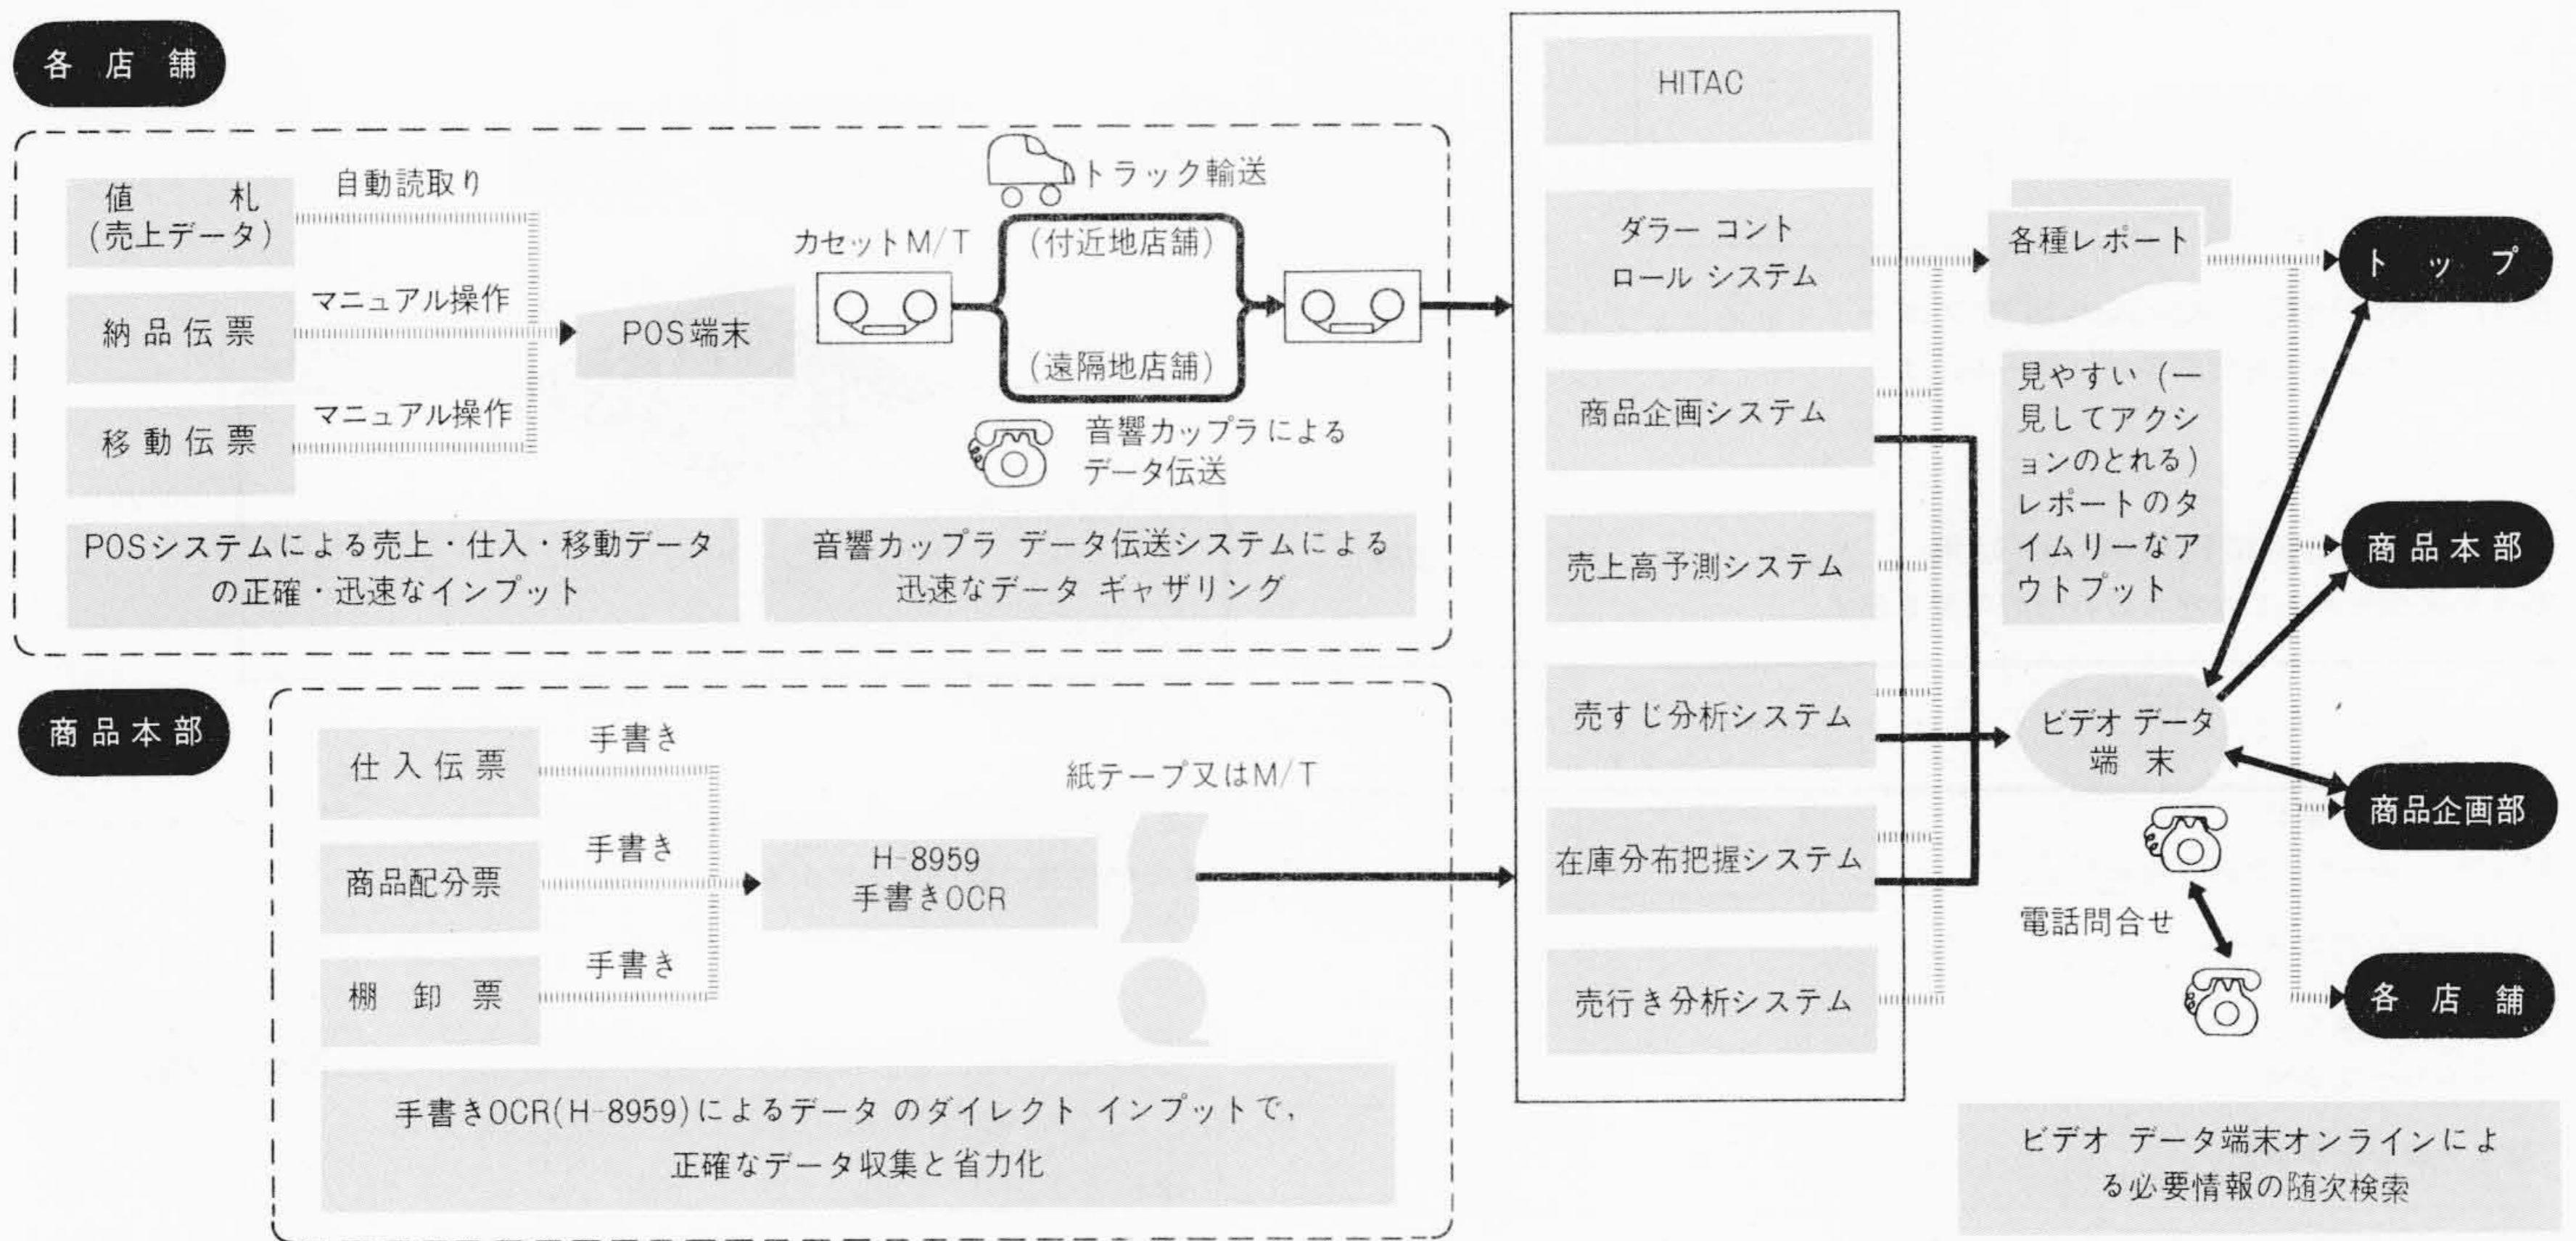 各店舗
値札
(売上データ)
自動読取り
納品伝票
マニュアル操作
移動伝票
マニュアル操作
POS端末
カセットM/T
トラック輸送
(付近地店舗)
(遠隔地店舗)
音響カップラによる
データ伝送
POSシステムによる売上・仕入・移動データ
の正確・迅速なインプット
音響カップラ データ伝送システムによる
迅速なデータ ギャザリング
商品本部
仕入伝票
手書き
商品配分票
手書き
棚卸票
手書き
H-8959
手書きOCR
紙テープ又はM/T
手書きOCR(H-8959)によるデータのダイレクト インプットで,
正確なデータ収集と省力化
HITAC
ダラー コント
ロール システム
商品企画システム
売上高予測システム
売すじ分析システム
在庫分布把握システム
売行き分析システム
各種レポート
見やすい(一
見してアクシ
ョンのとれる)
レポートのタ
イムリーなア
ウトプット
ビデオ データ
端末
電話問合せ
トップ
商品本部
商品企画部
各店舗
ビデオ データ端末オンラインによ
る必要情報の随次検索